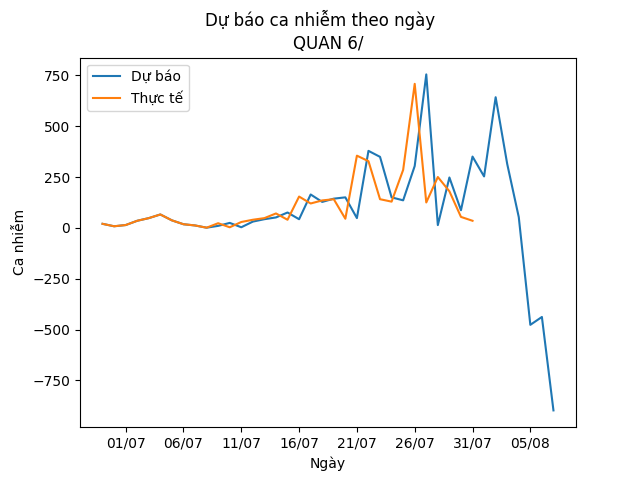 Dự báo ca nhiễm theo ngày
QUAN 6/
Dự báo
Thực tế
750
500
250
0
−250
−500
−750
Ca nhiễm
01/07 06/07 11/07 16/07 21/07 26/07 31/07 05/08
Ngày